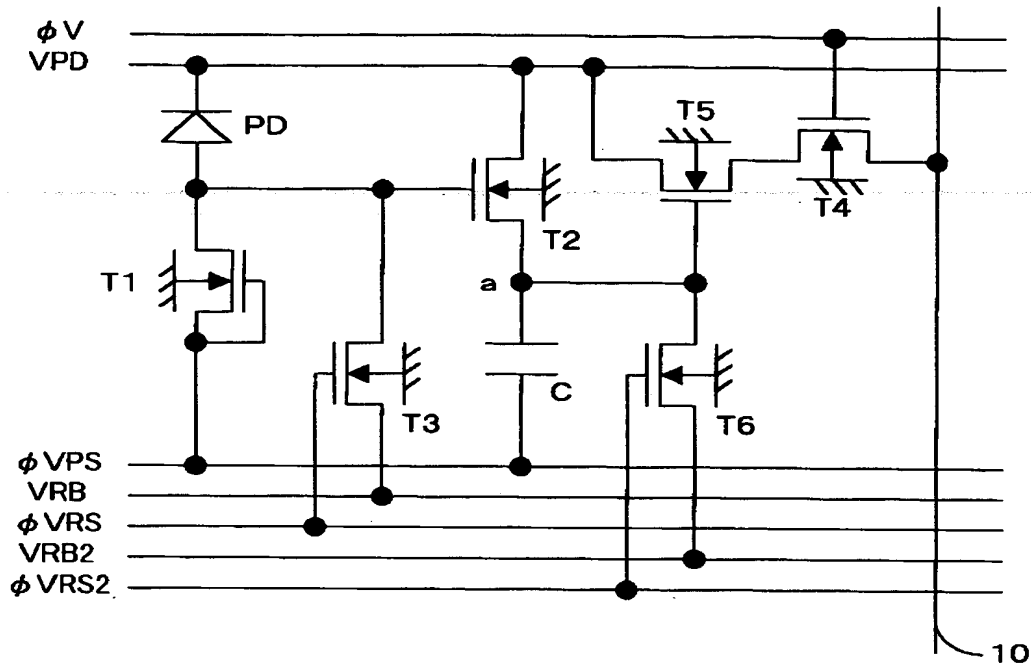 φV
VPD
PD
T5
T4
T2
T1
a
C
T3
T6
φVPS
VRB
φVRS
VRB2
φVRS2
10